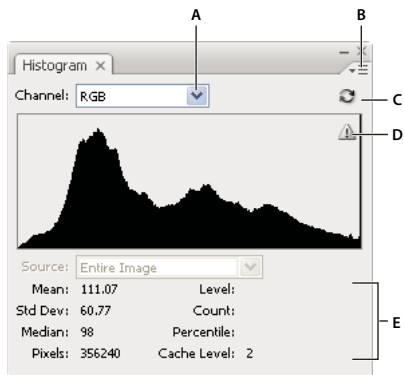 A
B
Histogram ×
Channel: RGB
C
D
Source: Entire Image
Mean: 111.07 Level:
Std Dev: 60.77 Count:
Median: 98 Percentile:
Pixels: 356240 Cache Level: 2
E